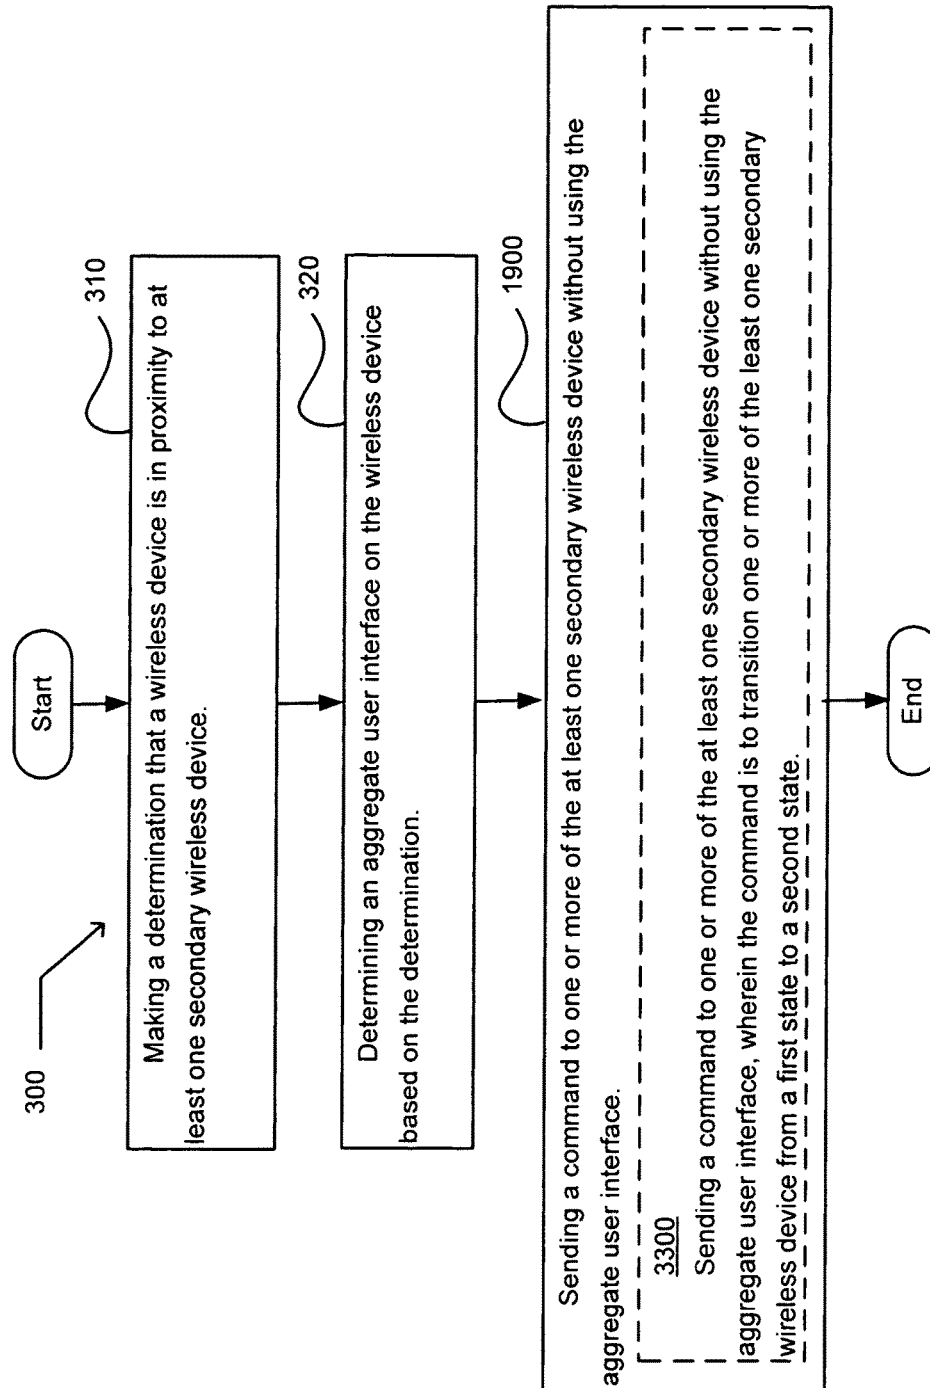 300
Start
310
Making a determination that a wireless device is in proximity to at
least one secondary wireless device.
320
Determining an aggregate user interface on the wireless device
based on the determination.
1900
Sending a command to one or more of the at least one secondary wireless device without using the
aggregate user interface.
3300
Sending a command to one or more of the at least one secondary wireless device without using the
aggregate user interface, wherein the command is to transition one or more of the least one secondary
wireless device from a first state to a second state.
End